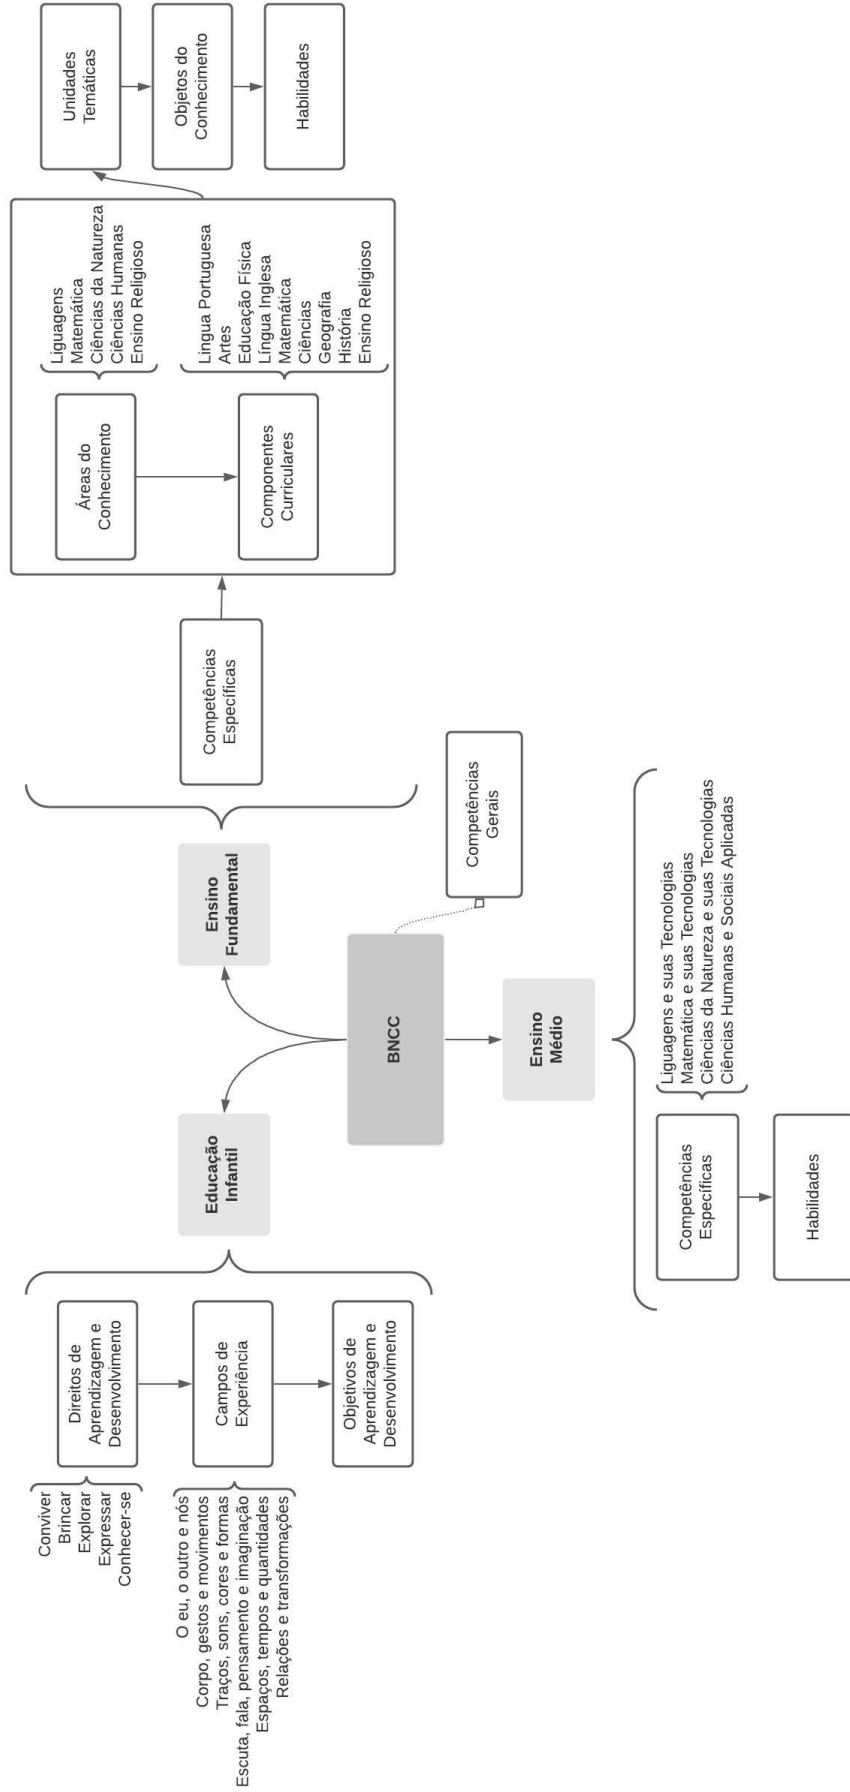 Conviver
Brincar
Explorar
Expressar
Conhecer-se
Direitos de
Aprendizagem e
Desenvolvimento
O eu, o outro e nós
Corpo, gestos e movimentos
Traços, sons, cores e formas
Escuta, fala, pensamento e imaginação
Espaços, tempos e quantidades
Relações e transformações
Campos de
Experiência
Objetivos de
Aprendizagem e
Desenvolvimento
Educação
Infantil
BNCC
Ensino
Fundamental
Competências
Gerais
Competências
Específicas
Áreas do
Conhecimento
Liguagens
Matemática
Ciências da Natureza
Ciências Humanas
Ensino Religioso
Componentes
Curriculares
Lingua Portuguesa
Artes
Educação Física
Língua Inglesa
Matemática
Ciências
Geografia
História
Ensino Religioso
Unidades
Temáticas
Objetos do
Conhecimento
Habilidades
Ensino
Médio
Competências
Específicas
Liguagens e suas Tecnologias
Matemática e suas Tecnologias
Ciências da Natureza e suas Tecnologias
Ciências Humanas e Sociais Aplicadas
Habilidades